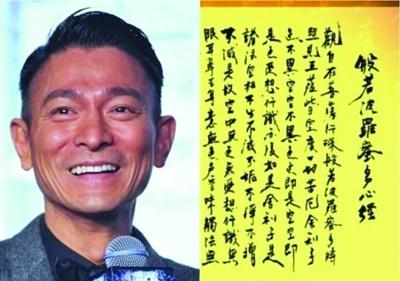 般若波羅蜜多心經
觀自在菩薩行深般若波羅蜜多時
照見五蘊皆空度一切苦厄舍利子
色不異空空不異色色即是空空即
是色受想行識亦復如是舍利子是
諸法空相不生不滅不垢不淨不增
不減是故空中無色無受想行識無
眼耳鼻舌身意無色聲香味觸法無